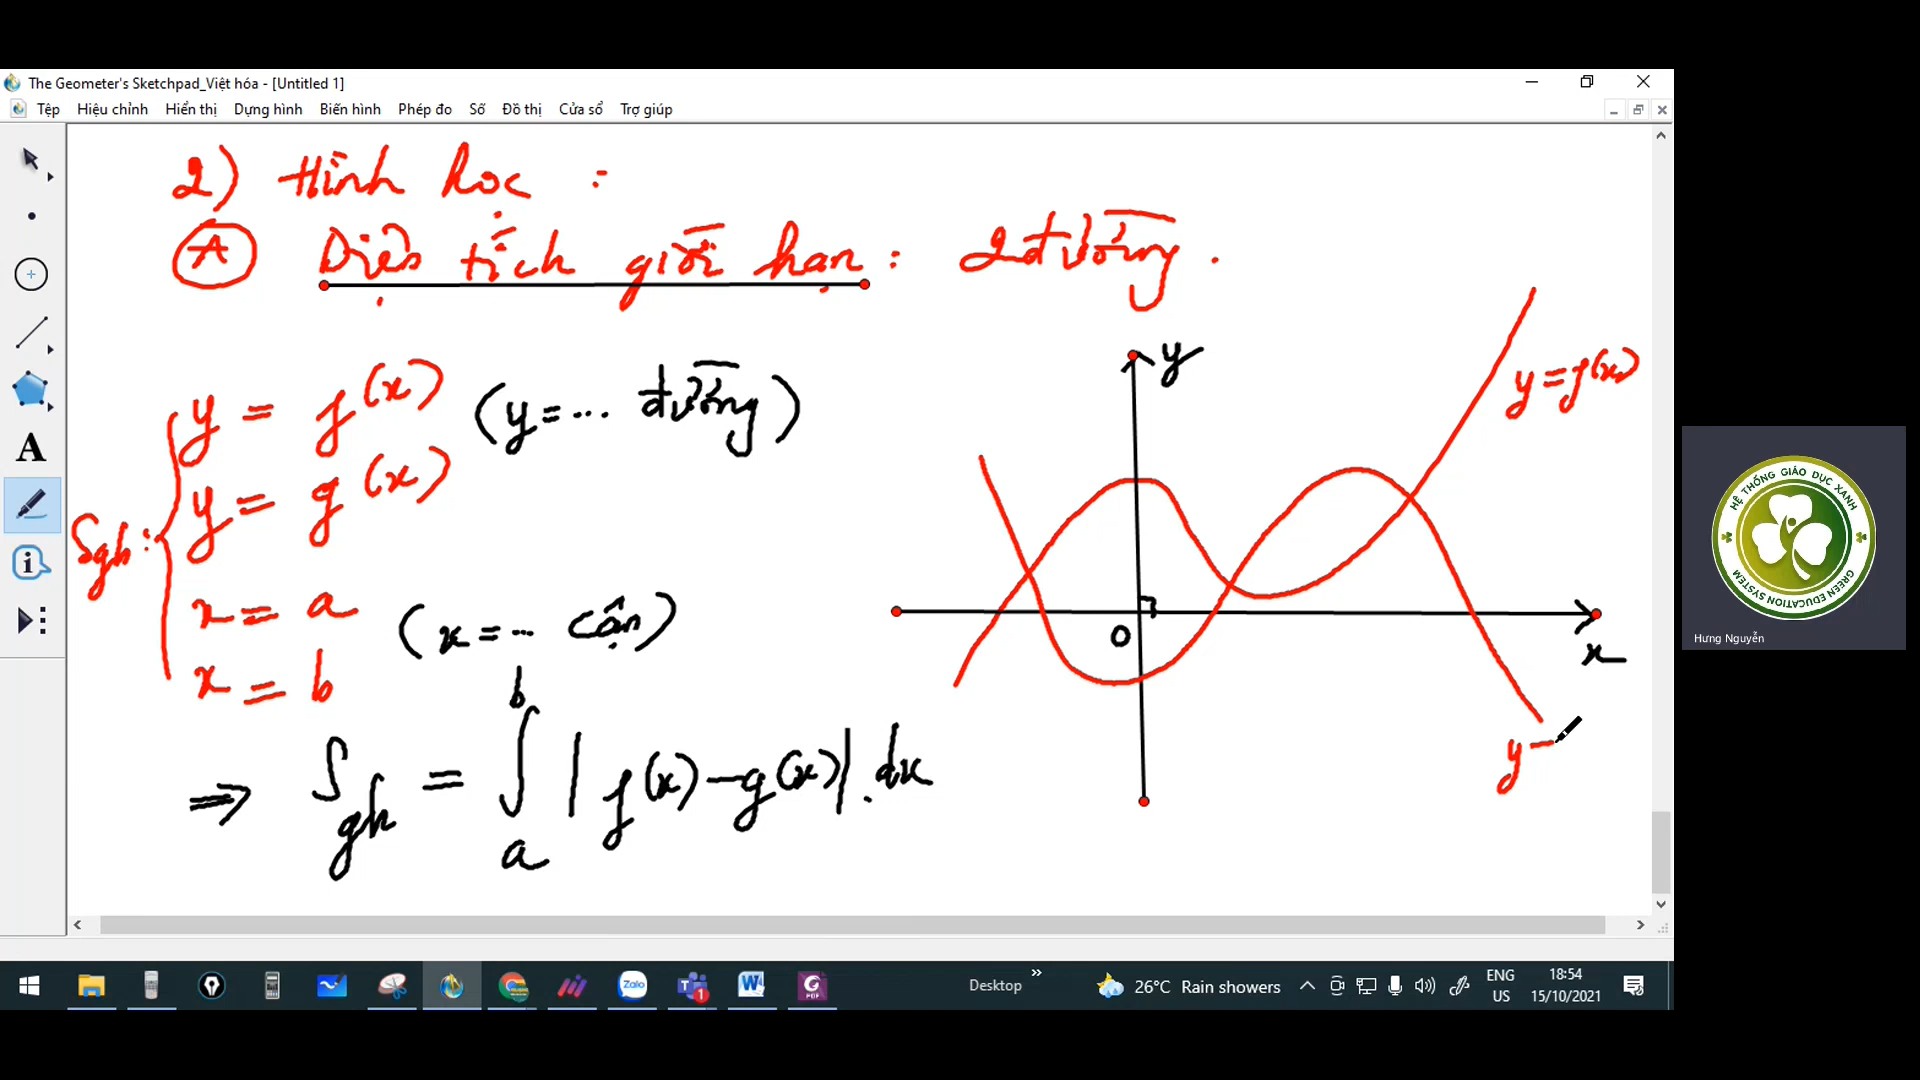 The Geometer's Sketchpad_Việt hóa - [Untitled 1]
Tệp Hiệu chỉnh Hiển thị Dựng hình Biến hình Phép đo Số Đồ thị Cửa sổ Trợ giúp
2) Hình học :
A Diện tích giới hạn : 2 đường .
y = f(x) (y = ... đường)
y = g(x)
Sgh :
x = a (x = ... cận)
x = b
⇒ S_gh = ∫_a^b | f(x) - g(x) | . dx
y
y = f(x)
O
x
y =
A
HỆ THỐNG GIÁO DỤC XANH
GREEN EDUCATION SYSTEM
Hưng Nguyễn
Zalo
1
W
PDF
Desktop
26°C Rain showers
ENG
US
18:54
15/10/2021